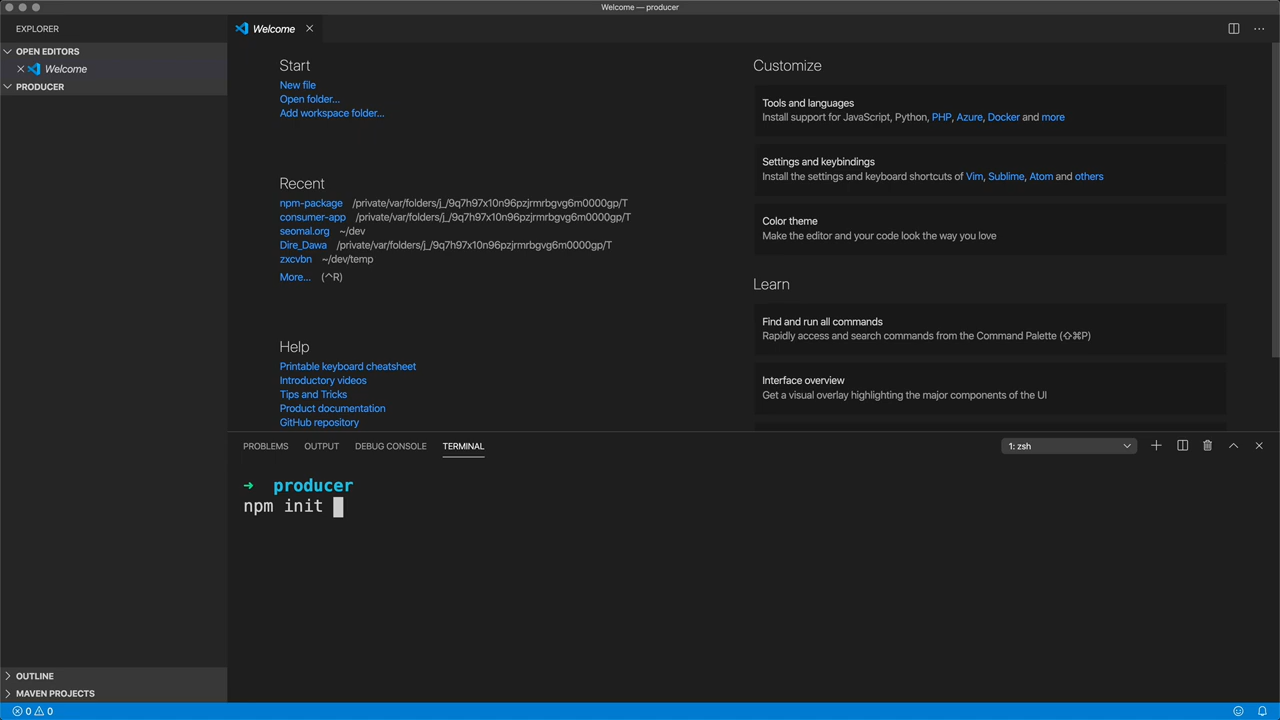 Welcome — producer
EXPLORER
OPEN EDITORS
Welcome
PRODUCER
OUTLINE
MAVEN PROJECTS
Welcome
Start
New file
Open folder...
Add workspace folder...
Recent
npm-package /private/var/folders/j_/9q7h97x10n96pzjrmrbgvg6m0000gp/T
consumer-app /private/var/folders/j_/9q7h97x10n96pzjrmrbgvg6m0000gp/T
seomal.org ~/dev
Dire_Dawa /private/var/folders/j_/9q7h97x10n96pzjrmrbgvg6m0000gp/T
zxcvbn ~/dev/temp
More... (^R)
Help
Printable keyboard cheatsheet
Introductory videos
Tips and Tricks
Product documentation
GitHub repository
Customize
Tools and languages
Install support for JavaScript, Python, PHP, Azure, Docker and more
Settings and keybindings
Install the settings and keyboard shortcuts of Vim, Sublime, Atom and others
Color theme
Make the editor and your code look the way you love
Learn
Find and run all commands
Rapidly access and search commands from the Command Palette (⇧⌘P)
Interface overview
Get a visual overlay highlighting the major components of the UI
PROBLEMS OUTPUT DEBUG CONSOLE TERMINAL
1: zsh
➜ producer
npm init
0 0